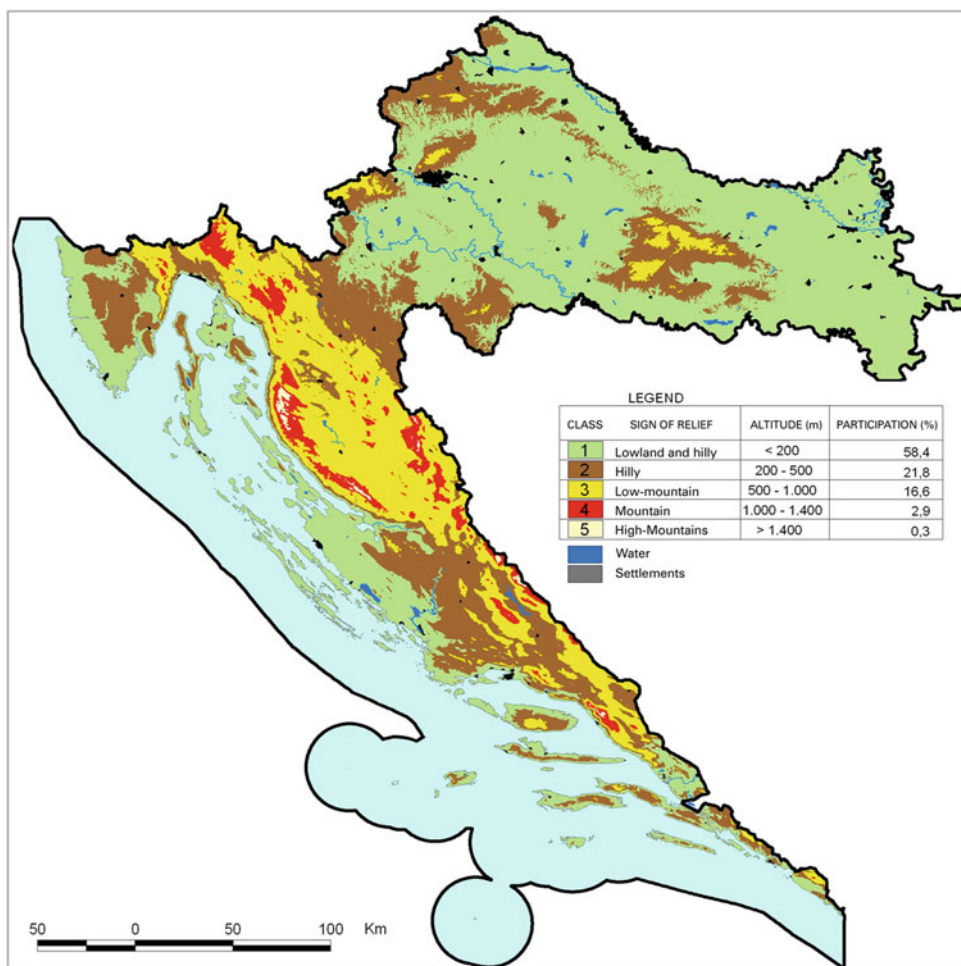 LEGEND
CLASS SIGN OF RELIEF ALTITUDE (m) PARTICIPATION (%)
1 Lowland and hilly < 200 58,4
2 Hilly 200 - 500 21,8
3 Low-mountain 500 - 1.000 16,6
4 Mountain 1.000 - 1.400 2,9
5 High-Mountains > 1.400 0,3
Water
Settlements
50 0 50 100 Km